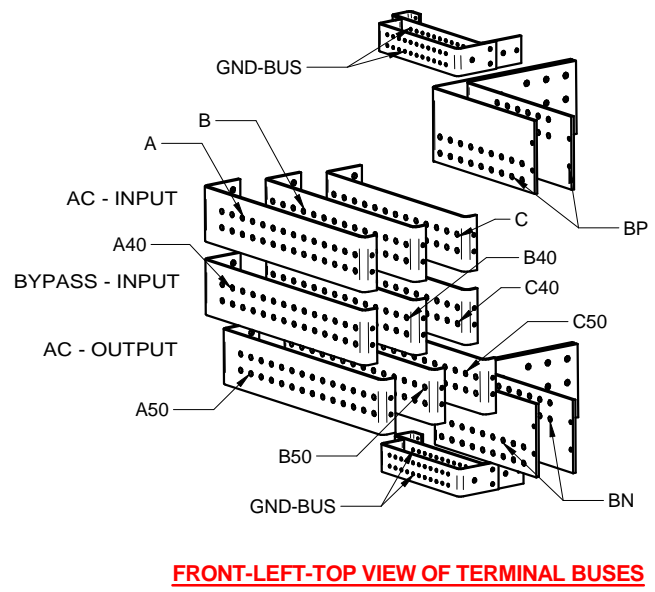 GND-BUS
B
A
AC - INPUT
C
BP
A40
B40
BYPASS - INPUT
C40
C50
AC - OUTPUT
A50
B50
GND-BUS
BN
FRONT-LEFT-TOP VIEW OF TERMINAL BUSES